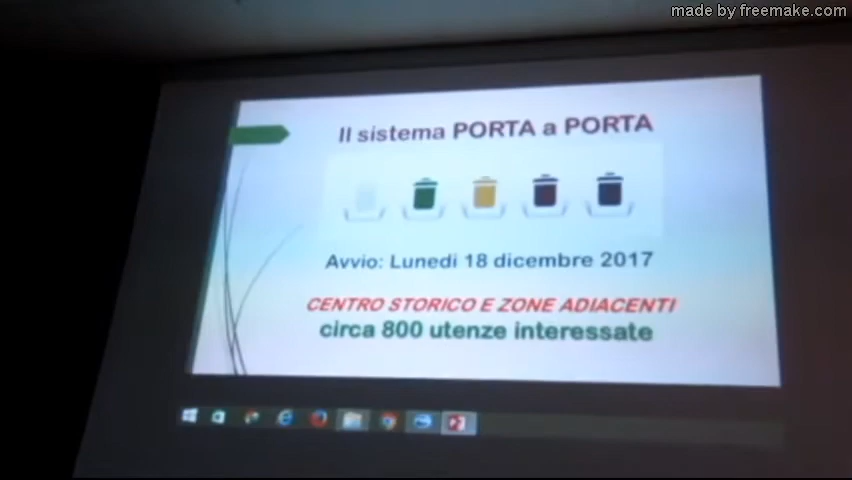 made by freemake.com
Il sistema PORTA a PORTA
Avvio: Lunedi 18 dicembre 2017
CENTRO STORICO E ZONE ADIACENTI
circa 800 utenze interessate